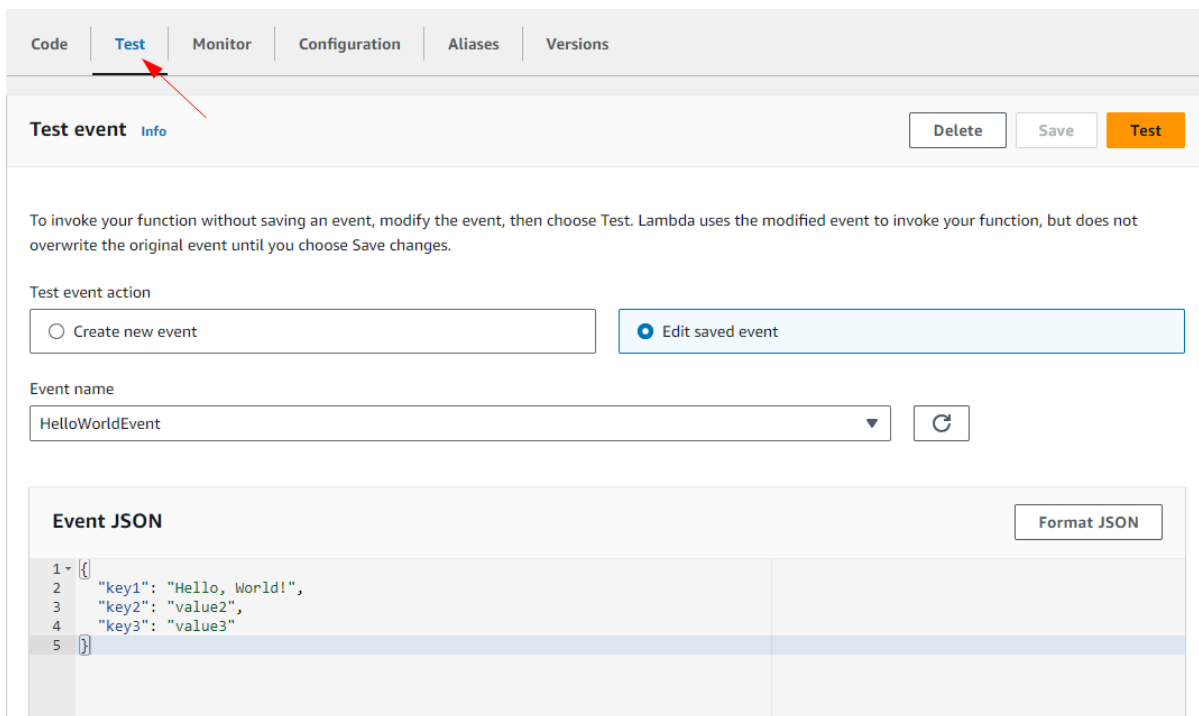 Code Test Monitor Configuration Aliases Versions
Test event Info Delete Save Test
To invoke your function without saving an event, modify the event, then choose Test. Lambda uses the modified event to invoke your function, but does not
overwrite the original event until you choose Save changes.
Test event action
Create new event Edit saved event
Event name
HelloWorldEvent
Event JSON Format JSON
1 {
2 "key1": "Hello, World!",
3 "key2": "value2",
4 "key3": "value3"
5 }